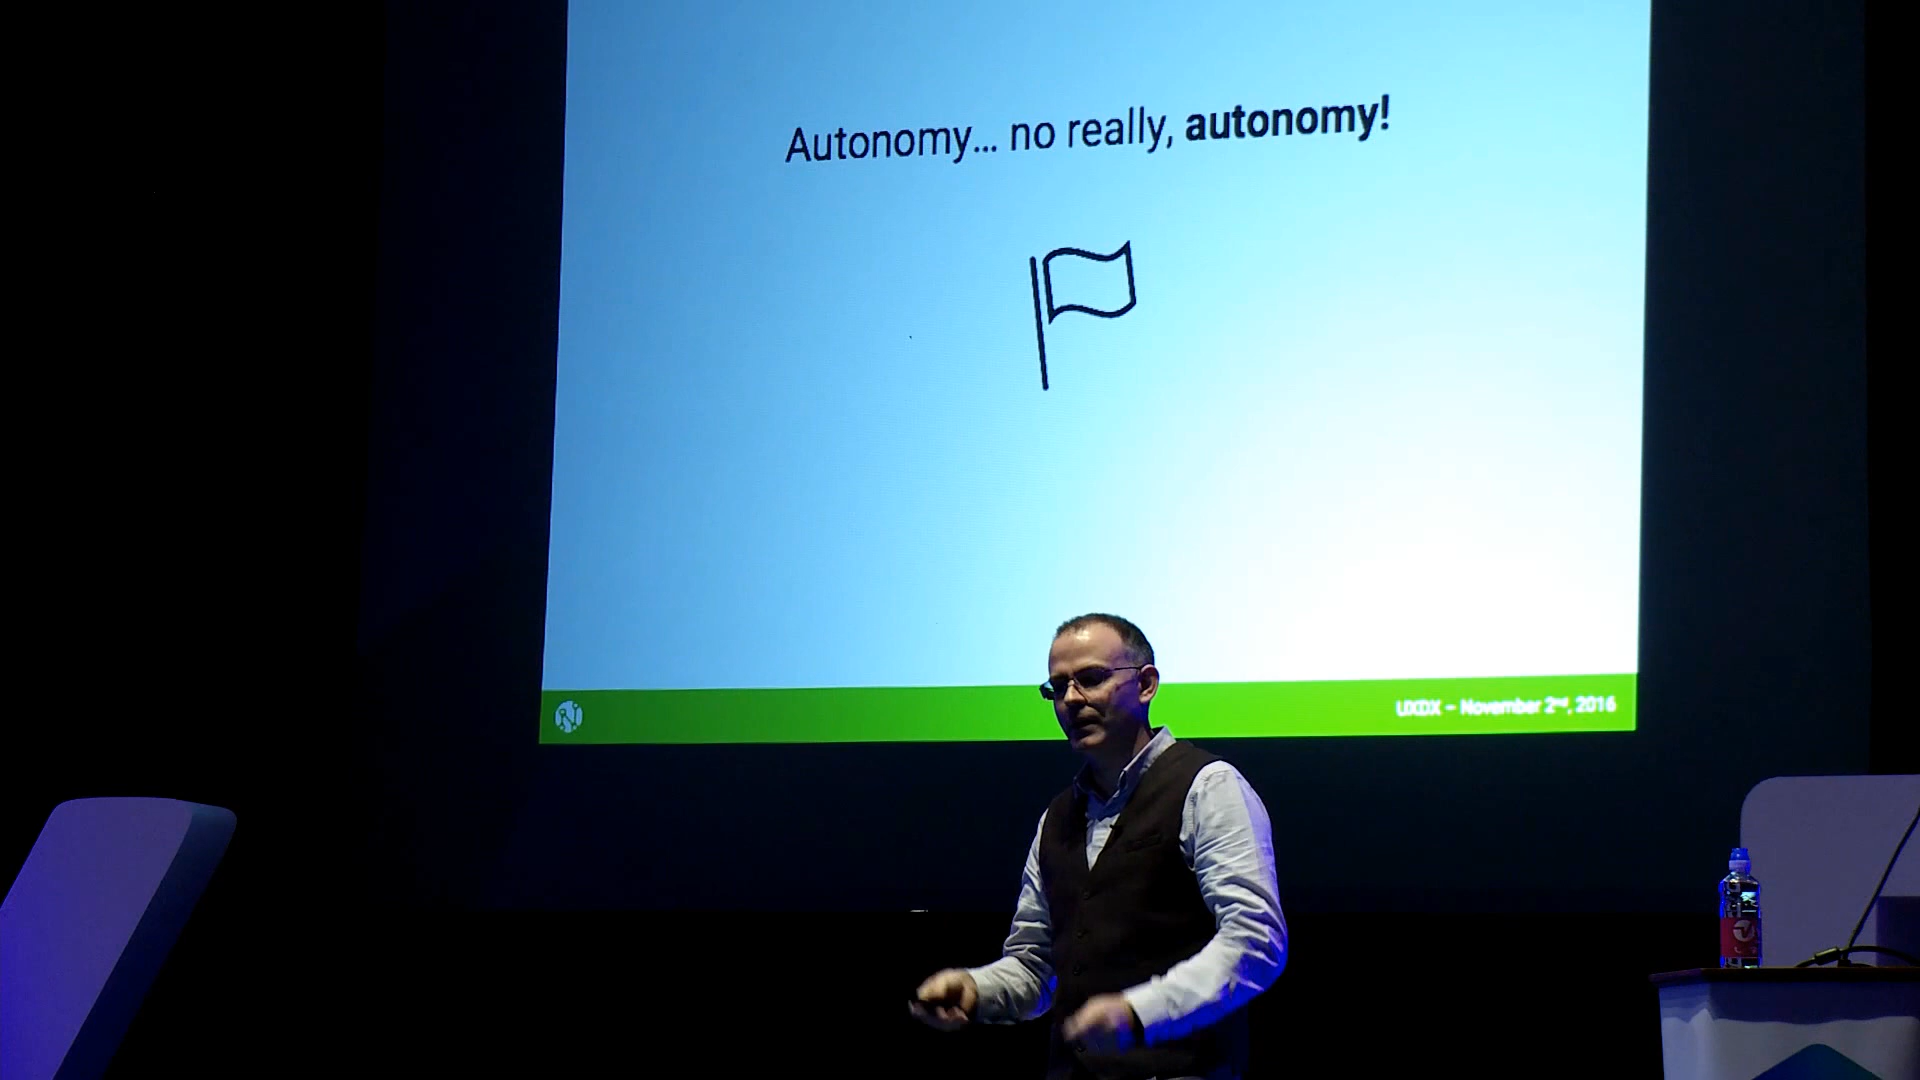 Autonomy... no really, autonomy!
UXDX – November 2nd, 2016